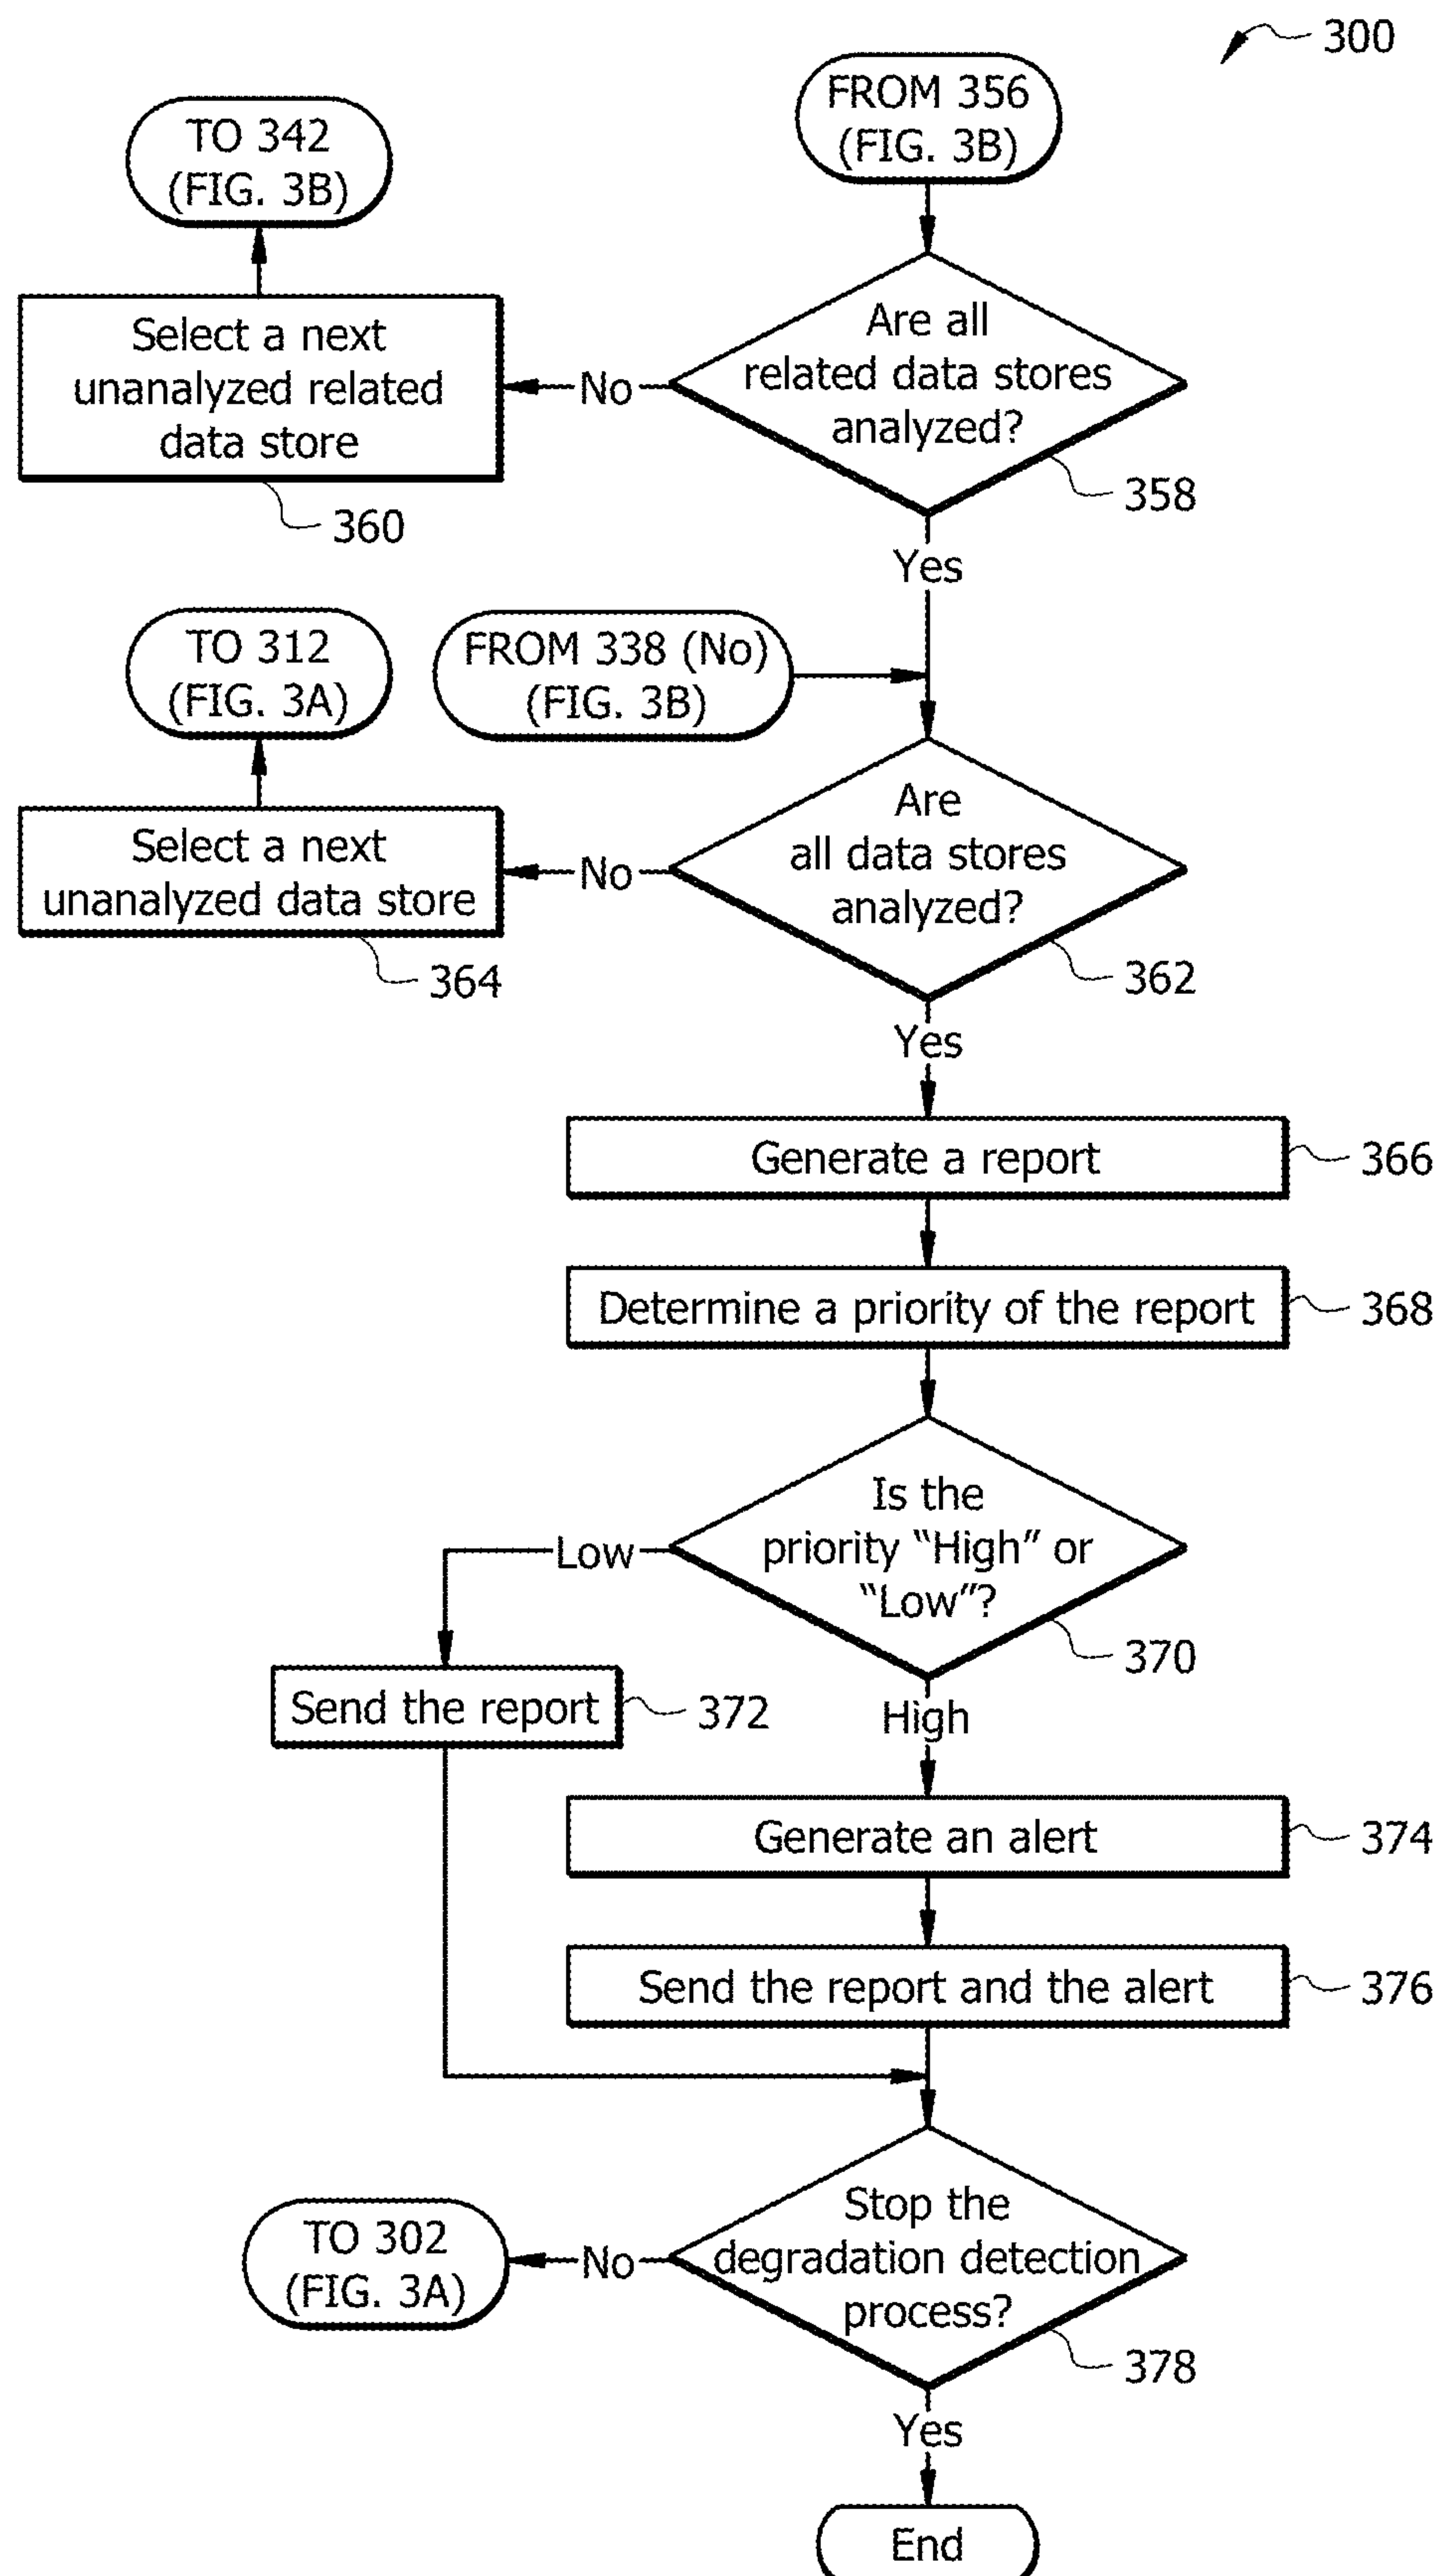 300
FROM 356
(FIG. 3B)
TO 342
(FIG. 3B)
Are all
related data stores
analyzed?
358
No
Select a next
unanalyzed related
data store
360
Yes
TO 312
(FIG. 3A)
FROM 338 (No)
(FIG. 3B)
Are
all data stores
analyzed?
362
No
Select a next
unanalyzed data store
364
Yes
Generate a report
366
Determine a priority of the report
368
Is the
priority “High” or
“Low”?
370
Low
Send the report
372
High
Generate an alert
374
Send the report and the alert
376
Stop the
degradation detection
process?
378
No
TO 302
(FIG. 3A)
Yes
End